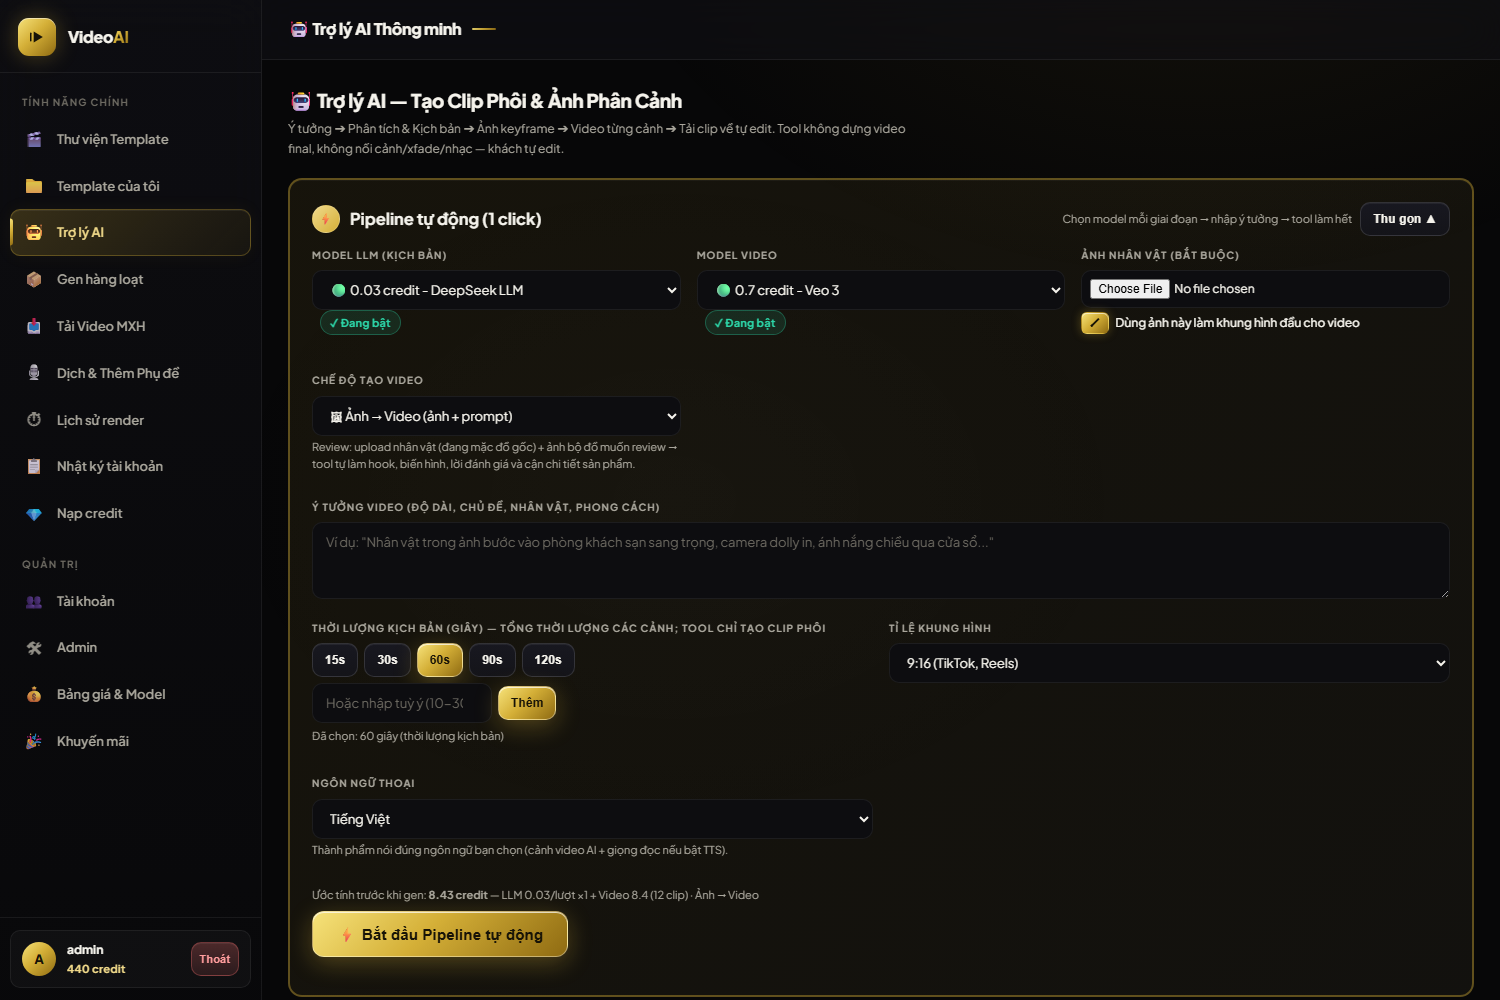 VideoAI
TÍNH NĂNG CHÍNH
Thư viện Template
Template của tôi
Trợ lý AI
Gen hàng loạt
Tải Video MXH
Dịch & Thêm Phụ đề
Lịch sử render
Nhật ký tài khoản
Nạp credit
QUẢN TRỊ
Tài khoản
Admin
Bảng giá & Model
Khuyến mãi
A
admin
440 credit
Thoát
Trợ lý AI Thông minh
Trợ lý AI — Tạo Clip Phôi & Ảnh Phân Cảnh
Ý tưởng → Phân tích & Kịch bản → Ảnh keyframe → Video từng cảnh → Tải clip về tự edit. Tool không dựng video
final, không nối cảnh/xfade/nhạc — khách tự edit.
Pipeline tự động (1 click)
Chọn model mỗi giai đoạn → nhập ý tưởng → tool làm hết
Thu gọn ▲
MODEL LLM (KỊCH BẢN)
0.03 credit - DeepSeek LLM
✓ Đang bật
MODEL VIDEO
0.7 credit - Veo 3
✓ Đang bật
ẢNH NHÂN VẬT (BẮT BUỘC)
Choose File No file chosen
Dùng ảnh này làm khung hình đầu cho video
CHẾ ĐỘ TẠO VIDEO
Ảnh → Video (ảnh + prompt)
Review: upload nhân vật (đang mặc đồ gốc) + ảnh bộ đồ muốn review →
tool tự làm hook, biến hình, lời đánh giá và cận chi tiết sản phẩm.
Ý TƯỞNG VIDEO (ĐỘ DÀI, CHỦ ĐỀ, NHÂN VẬT, PHONG CÁCH)
Ví dụ: "Nhân vật trong ảnh bước vào phòng khách sạn sang trọng, camera dolly in, ánh nắng chiều qua cửa sổ..."
THỜI LƯỢNG KỊCH BẢN (GIÂY) — TỔNG THỜI LƯỢNG CÁC CẢNH; TOOL CHỈ TẠO CLIP PHÔI
15s 30s 60s 90s 120s
Hoặc nhập tuỳ ý (10–30
Thêm
Đã chọn: 60 giây (thời lượng kịch bản)
TỈ LỆ KHUNG HÌNH
9:16 (TikTok, Reels)
NGÔN NGỮ THOẠI
Tiếng Việt
Thành phẩm nói đúng ngôn ngữ bạn chọn (cảnh video AI + giọng đọc nếu bật TTS).
Ước tính trước khi gen: 8.43 credit — LLM 0.03/lượt ×1 + Video 8.4 (12 clip) · Ảnh → Video
Bắt đầu Pipeline tự động